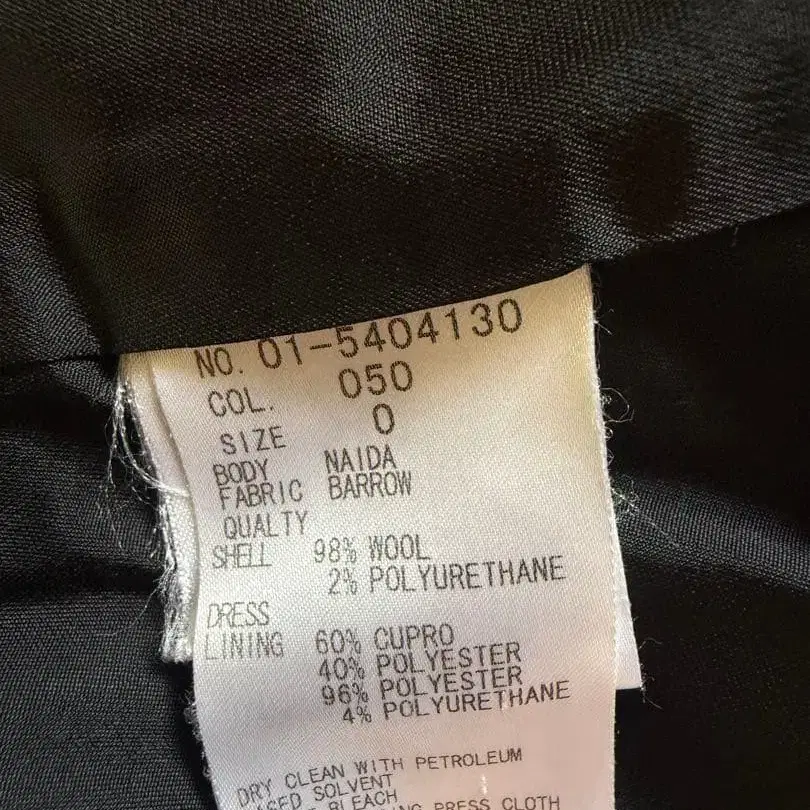 NO. 01-5404130
COL. 050
SIZE 0
BODY NAIDA
FABRIC BARROW
QUALTY
SHELL 98% WOOL
2% POLYURETHANE
DRESS
LINING 60% CUPRO
40% POLYESTER
96% POLYESTER
4% POLYURETHANE
DRY CLEAN WITH PETROLEUM
SOLVENT
BLEACH
PRESS CLOTH